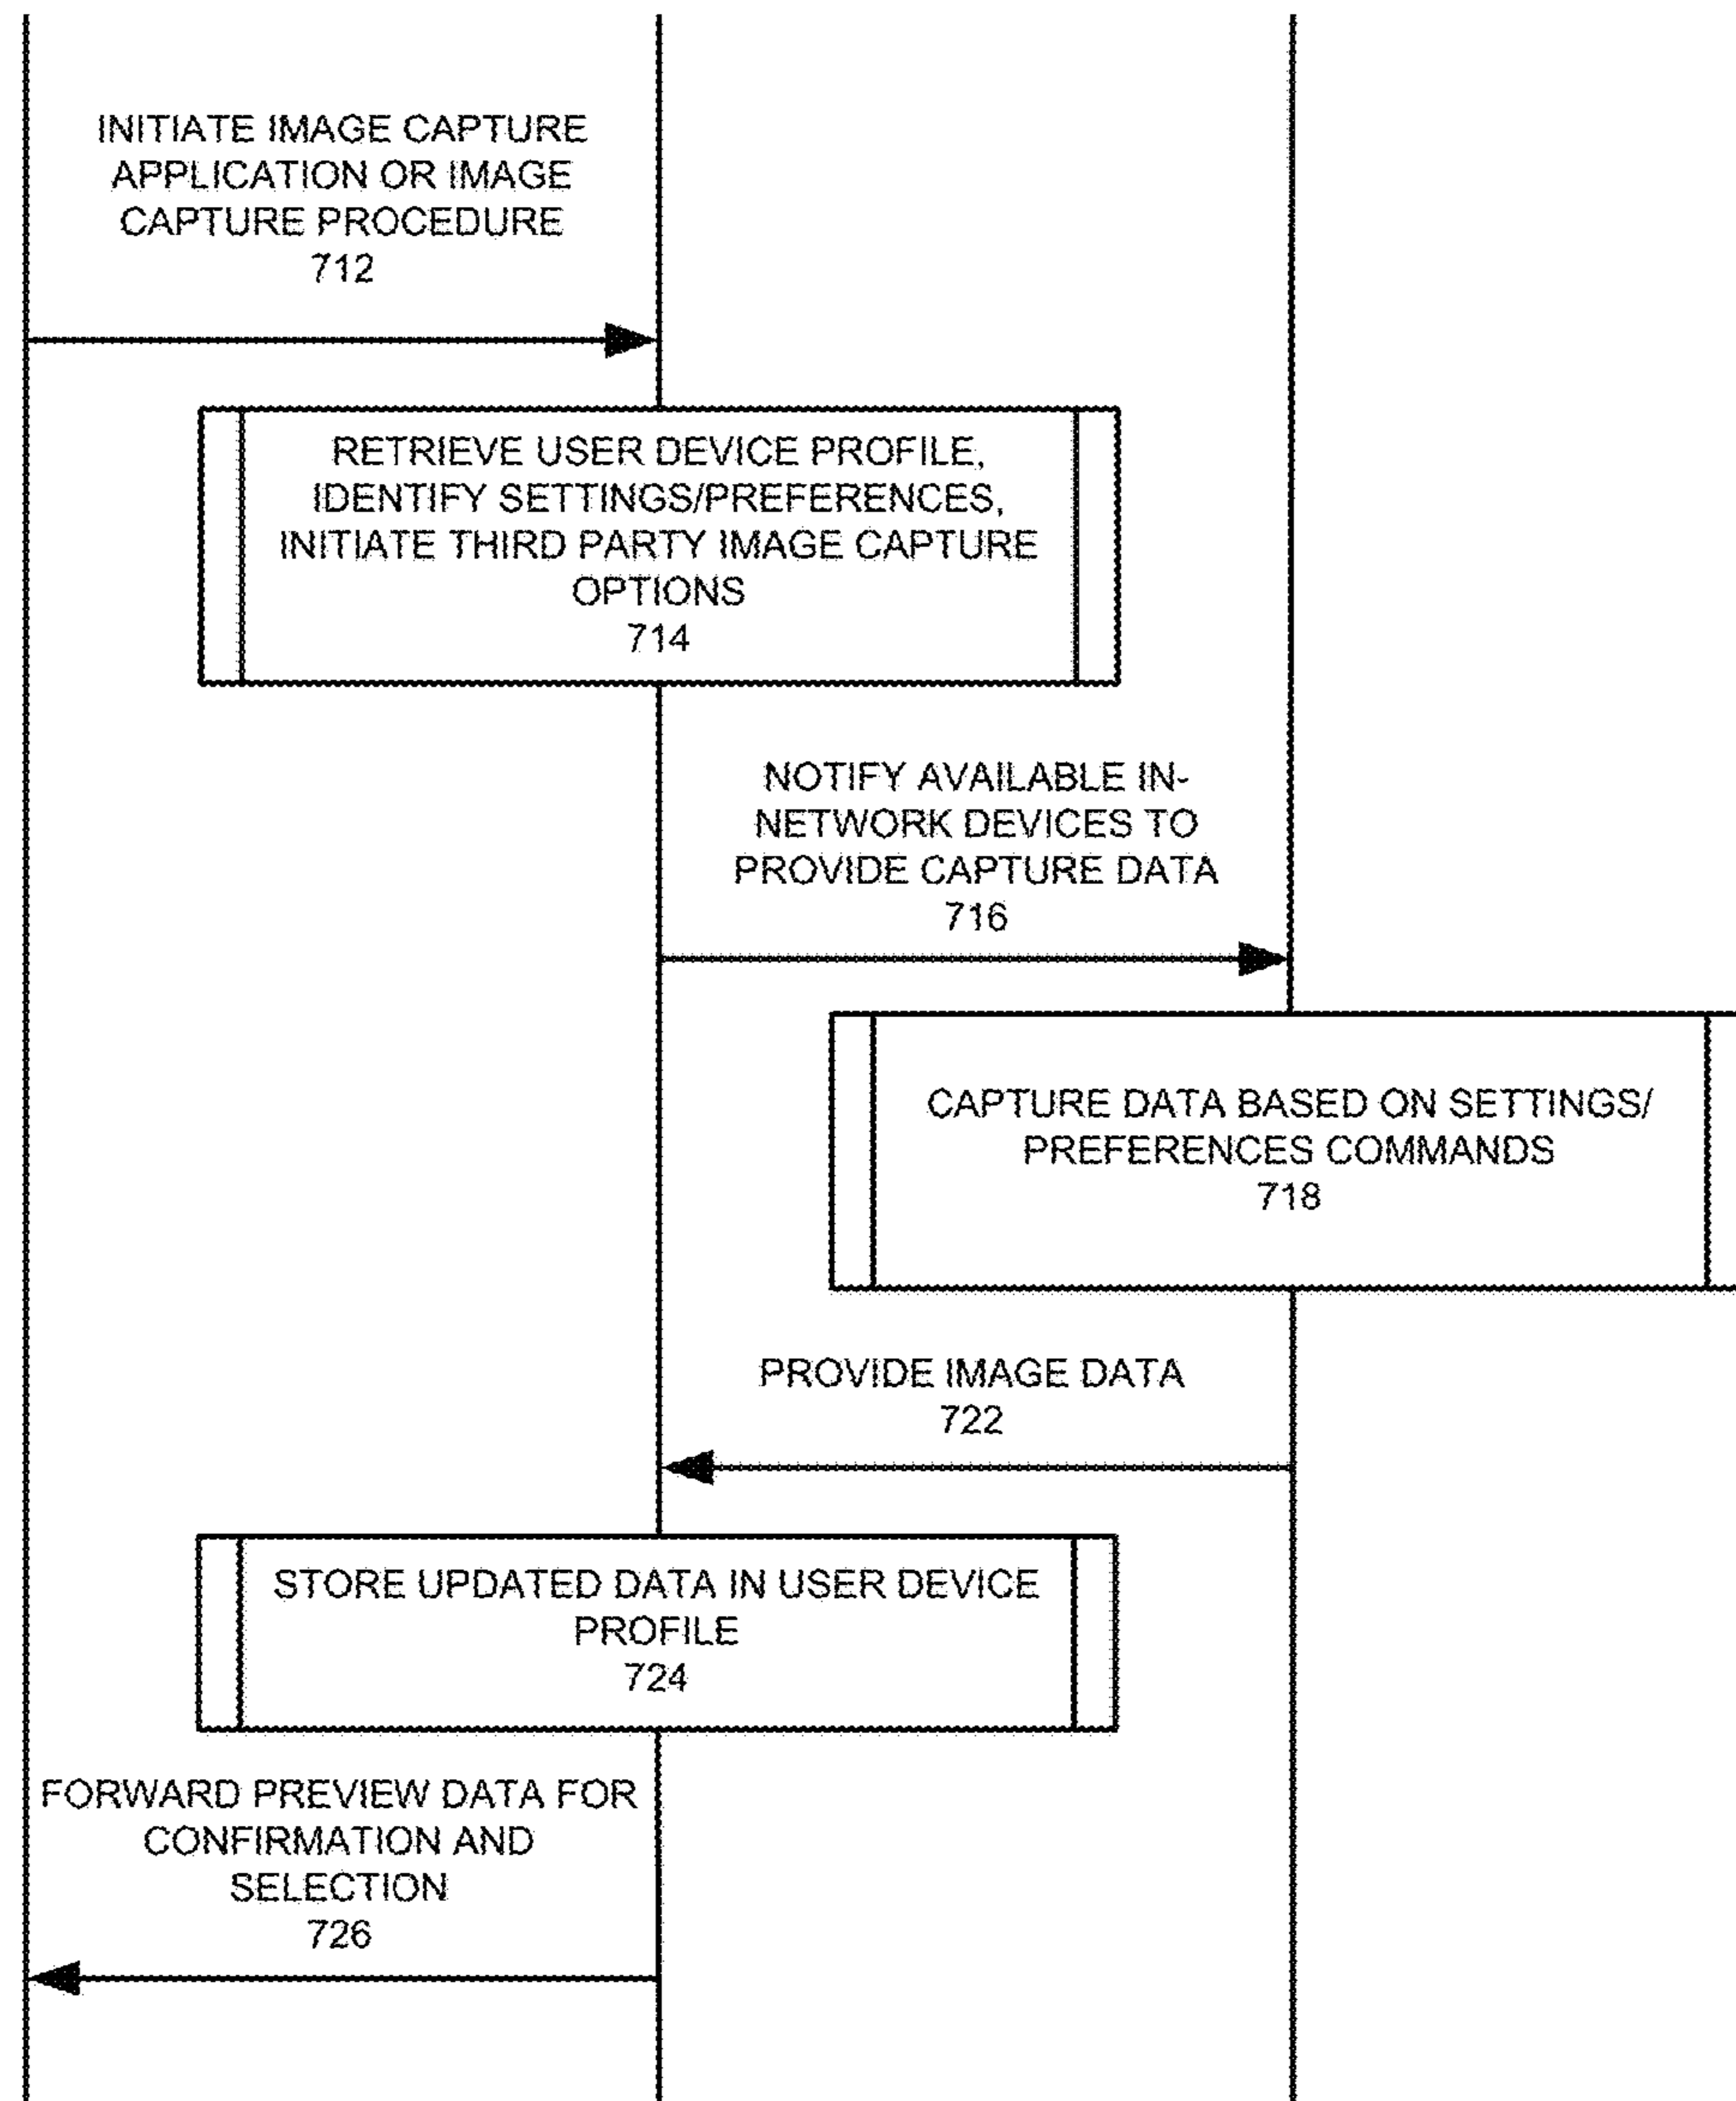 INITIATE IMAGE CAPTURE
APPLICATION OR IMAGE
CAPTURE PROCEDURE
712
RETRIEVE USER DEVICE PROFILE,
IDENTIFY SETTINGS/PREFERENCES,
INITIATE THIRD PARTY IMAGE CAPTURE
OPTIONS
714
NOTIFY AVAILABLE IN-
NETWORK DEVICES TO
PROVIDE CAPTURE DATA
716
CAPTURE DATA BASED ON SETTINGS/
PREFERENCES COMMANDS
718
PROVIDE IMAGE DATA
722
STORE UPDATED DATA IN USER DEVICE
PROFILE
724
FORWARD PREVIEW DATA FOR
CONFIRMATION AND
SELECTION
726